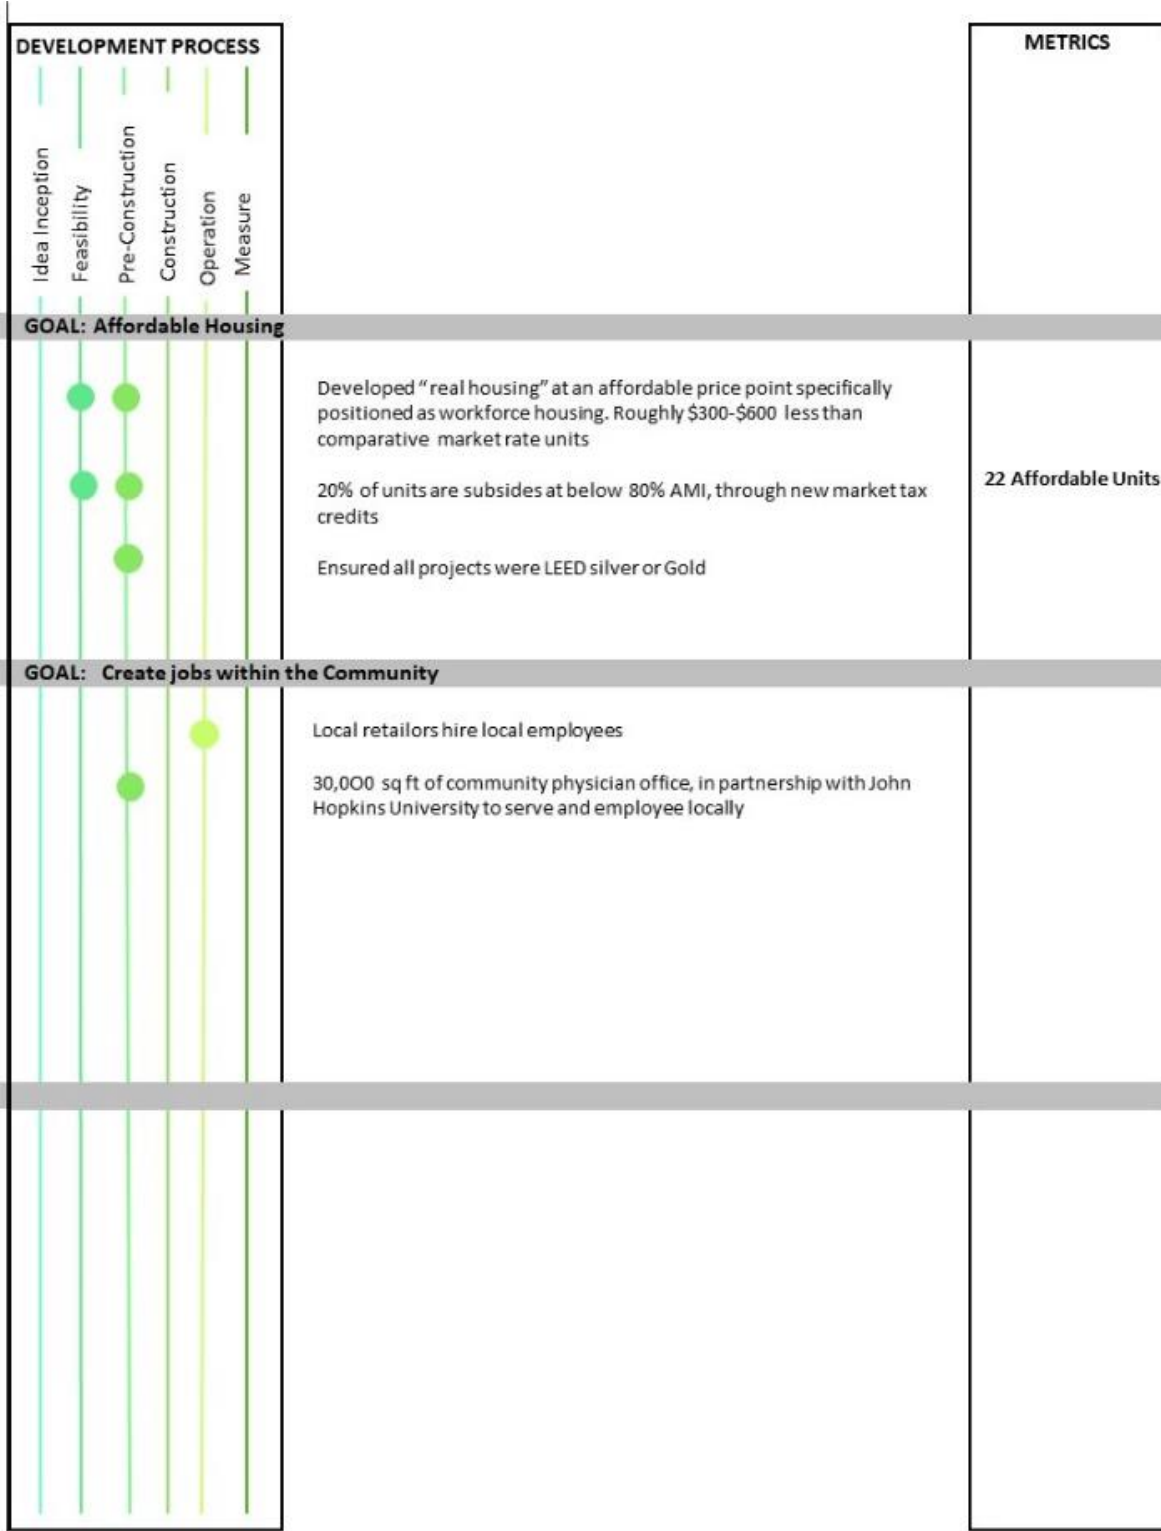 DEVELOPMENT PROCESS
METRICS
Idea Inception
Feasibility
Pre-Construction
Construction
Operation
Measure
GOAL: Affordable Housing
Developed “real housing” at an affordable price point specifically
positioned as workforce housing. Roughly $300-$600 less than
comparative market rate units
20% of units are subsides at below 80% AMI, through new market tax
credits
22 Affordable Units
Ensured all projects were LEED silver or Gold
GOAL: Create jobs within the Community
Local retailors hire local employees
30,000 sq ft of community physician office, in partnership with John
Hopkins University to serve and employee locally